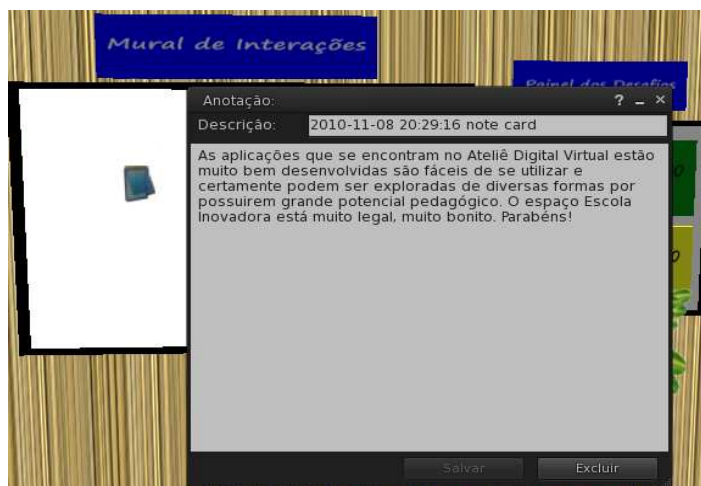 Mural de Interações
Painel dos Desafios
Anotação:
Descrição: 2010-11-08 20:29:16 note card
As aplicações que se encontram no Ateliê Digital Virtual estão
muito bem desenvolvidas são fáceis de se utilizar e
certamente podem ser exploradas de diversas formas por
possuirem grande potencial pedagógico. O espaço Escola
Inovadora está muito legal, muito bonito. Parabéns!
Salvar
Excluir